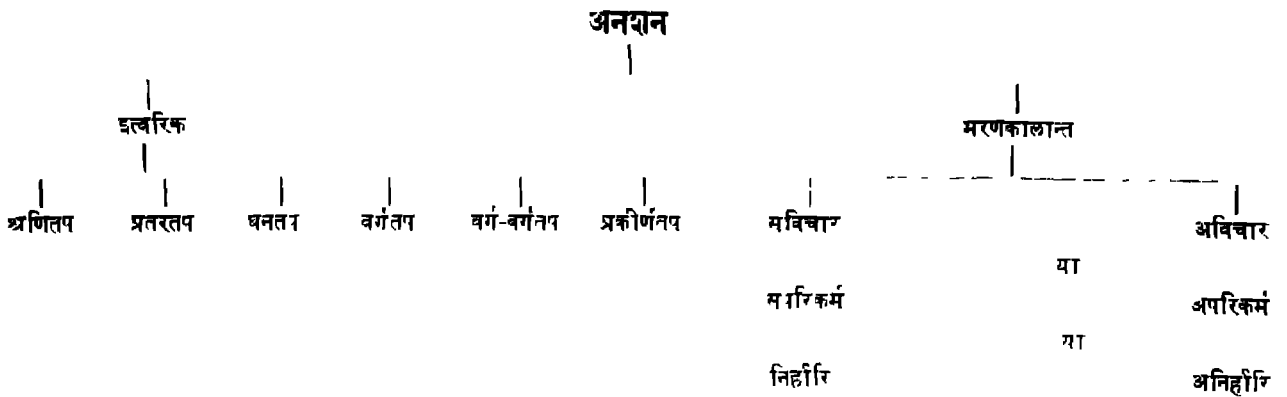 अनशन
इत्वरिक मरणकालान्त
श्रेणितप प्रतरतप घनतप वर्गतप वर्ग-वर्गतप प्रकीर्णतप सविचार अविचार
या
सपरिकर्म अपरिकर्म
या
निर्हारि अनिर्हारि